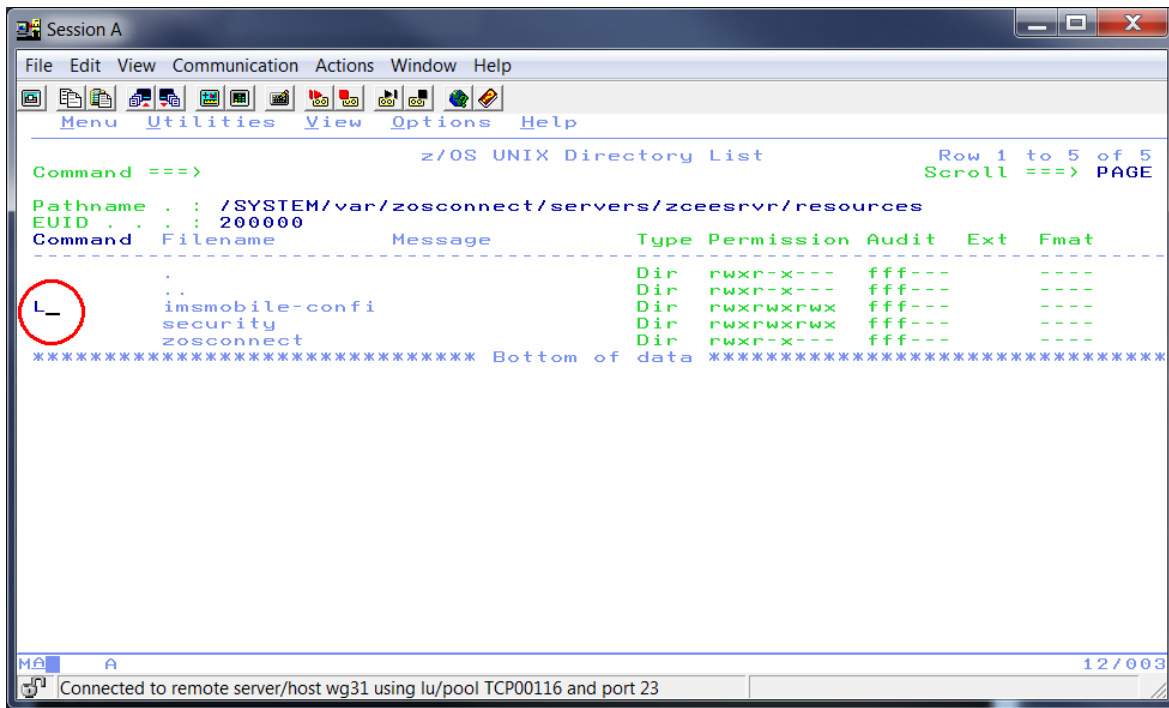 Session A
File Edit View Communication Actions Window Help
Menu Utilities View Options Help
z/OS UNIX Directory List Row 1 to 5 of 5
Command ===> Scroll ===> PAGE
Pathname . : /SYSTEM/var/zosconnect/servers/zceesrvr/resources
EUID . . . : 200000
Command Filename Message Type Permission Audit Ext Fmat
- - - - - - - - - - - - - - - - - - - - - - - - - - - - - - - - - - - - - - -
. Dir rwxr-x--- fff--- ----
.. Dir rwxr-x--- fff--- ----
L_ imsmobile-confi Dir rwxrwxrwx fff--- ----
security Dir rwxrwxrwx fff--- ----
zosconnect Dir rwxr-x--- fff--- ----
******************************* Bottom of data ********************************
MA A 12/003
Connected to remote server/host wg31 using lu/pool TCP00116 and port 23